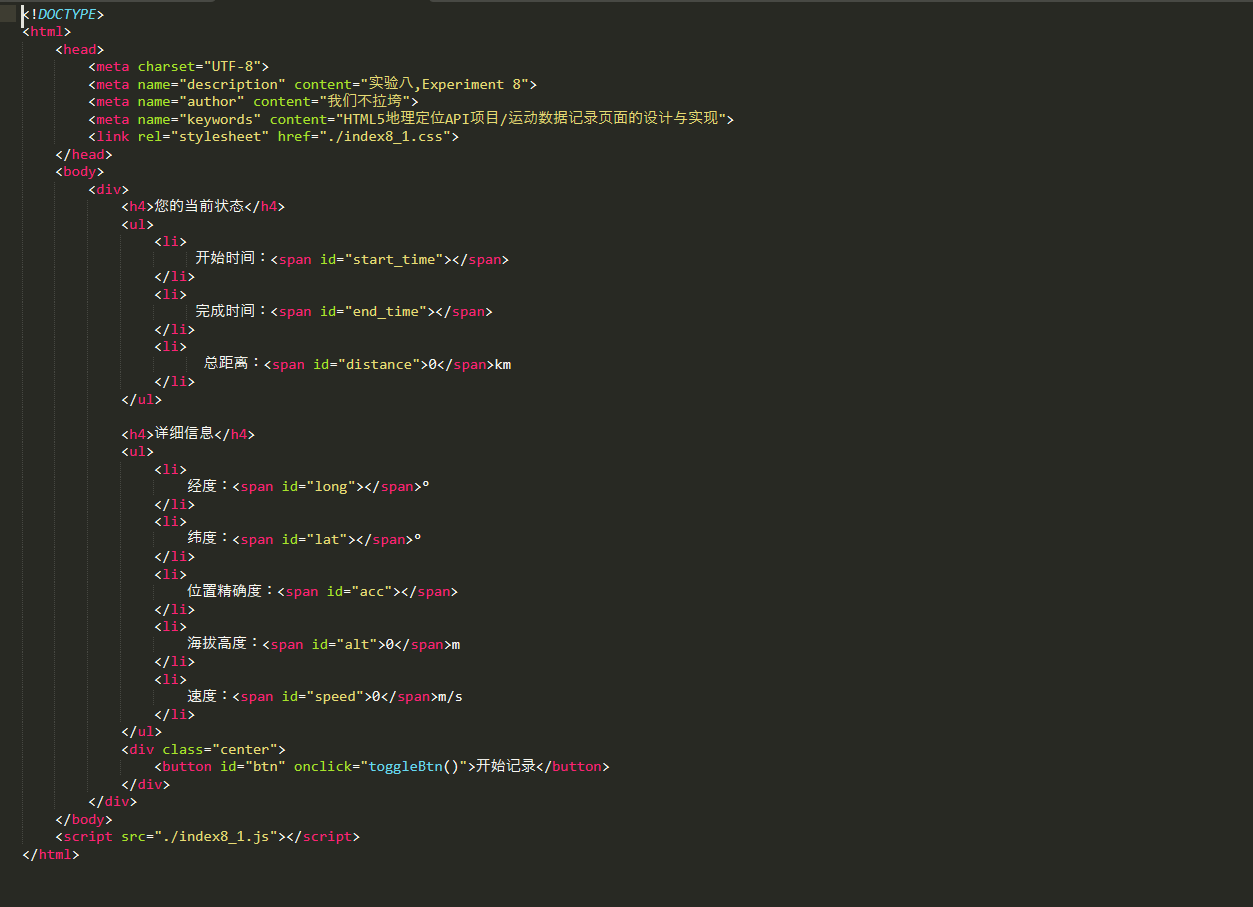 <!DOCTYPE>
<html>
<head>
<meta charset="UTF-8">
<meta name="description" content="实验八,Experiment 8">
<meta name="author" content="我们不拉垮">
<meta name="keywords" content="HTML5地理定位API项目/运动数据记录页面的设计与实现">
<link rel="stylesheet" href="./index8_1.css">
</head>
<body>
<div>
<h4>您的当前状态</h4>
<ul>
<li>
开始时间：<span id="start_time"></span>
</li>
<li>
完成时间：<span id="end_time"></span>
</li>
<li>
总距离：<span id="distance">0</span>km
</li>
</ul>
<h4>详细信息</h4>
<ul>
<li>
经度：<span id="long"></span>°
</li>
<li>
纬度：<span id="lat"></span>°
</li>
<li>
位置精确度：<span id="acc"></span>
</li>
<li>
海拔高度：<span id="alt">0</span>m
</li>
<li>
速度：<span id="speed">0</span>m/s
</li>
</ul>
<div class="center">
<button id="btn" onclick="toggleBtn()">开始记录</button>
</div>
</div>
</body>
<script src="./index8_1.js"></script>
</html>